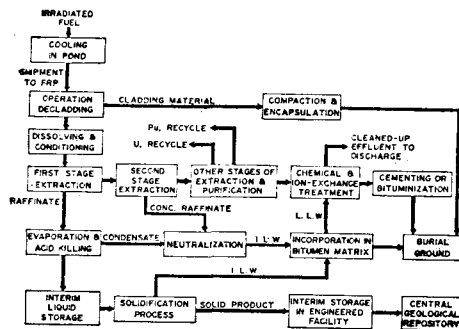 IRRADIATED
FUEL
COOLING
IN POND
SHIPMENT
TO FRP
OPERATION
DECLADDING
CLADDING MATERIAL
COMPACTION &
ENCAPSULATION
DISSOLVING &
CONDITIONING
Pu, RECYCLE
U, RECYCLE
CLEANED-UP
EFFLUENT TO
DISCHARGE
FIRST STAGE
EXTRACTION
SECOND
STAGE
EXTRACTION
OTHER STAGES OF
EXTRACTION &
PURIFICATION
CHEMICAL &
ION-EXCHANGE
TREATMENT
CEMENTING OR
BITUMINIZATION
RAFFINATE
CONC. RAFFINATE
L.L.W
EVAPORATION &
ACID KILLING
CONDENSATE
NEUTRALIZATION
I L W
INCORPORATION IN
BITUMEN MATRIX
BURIAL
GROUND
I L.W
INTERIM
LIQUID
STORAGE
SOLIDIFICATION
PROCESS
SOLID PRODUCT
INTERIM STORAGE
IN ENGINEERED
FACILITY
CENTRAL
GEOLOGICAL
REPOSITORY